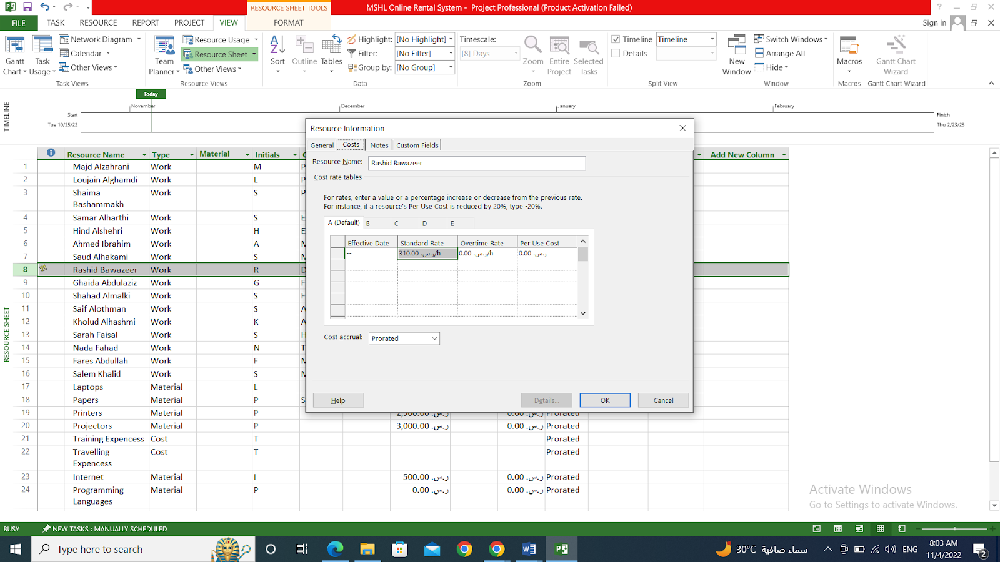 RESOURCE SHEET TOOLS
MSHL Online Rental System - Project Professional (Product Activation Failed)
FILE TASK RESOURCE REPORT PROJECT VIEW FORMAT Sign in
Gantt Chart
Task Usage
Network Diagram
Calendar
Other Views
Task Views
Team Planner
Resource Usage
Resource Sheet
Other Views
Resource Views
Sort
Outline
Tables
Highlight: [No Highlight]
Filter: [No Filter]
Group by: [No Group]
Data
Timescale:
[8] Days
Zoom
Entire Project
Selected Tasks
Zoom
Timeline Timeline
Details
Split View
New Window
Switch Windows
Arrange All
Hide
Window
Macros
Macros
Gantt Chart Wizard
Gantt Chart Wizard
TIMELINE
Today
November December January February
Start
Tue 10/25/22
Finish
Thu 2/23/23
RESOURCE SHEET
Resource Name Type Material Initials Add New Column
1 Majd Alzahrani Work M P
2 Loujain Alghamdi Work L P
3 Shaima Bashammakh Work S P
4 Samar Alharthi Work S E
5 Hind Alshehri Work H E
6 Ahmed Ibrahim Work A
7 Saud Alhakami Work S
8 Rashid Bawazeer Work R
9 Ghaida Abdulaziz Work G F
10 Shahad Almalki Work S F
11 Saif Alothman Work S A
12 Kholud Alhashmi Work K A
13 Sarah Faisal Work S H
14 Nada Fahad Work N T
15 Fares Abdullah Work F
16 Salem Khalid Work S
17 Laptops Material L
18 Papers Material P S
19 Printers Material P 2,500.00 ر.س. 0.00 ر.س. Prorated
20 Projectors Material P 3,000.00 ر.س. 0.00 ر.س. Prorated
21 Training Expencess Cost T Prorated
22 Travelling Expencess Cost T Prorated
23 Internet Material I 500.00 ر.س. 0.00 ر.س. Prorated
24 Programming Languages Material P 0.00 ر.س. 0.00 ر.س. Prorated
Resource Information
General Costs Notes Custom Fields
Resource Name: Rashid Bawazeer
Cost rate tables
For rates, enter a value or a percentage increase or decrease from the previous rate.
For instance, if a resource's Per Use Cost is reduced by 20%, type -20%.
A (Default) B C D E
Effective Date Standard Rate Overtime Rate Per Use Cost
-- 310.00 ر.س./h 0.00 ر.س./h 0.00 ر.س.
Cost accrual: Prorated
Help Details... OK Cancel
Activate Windows
Go to Settings to activate Windows.
BUSY NEW TASKS : MANUALLY SCHEDULED
Type here to search
30°C سماء صافية
ENG
8:03 AM
11/4/2022
2